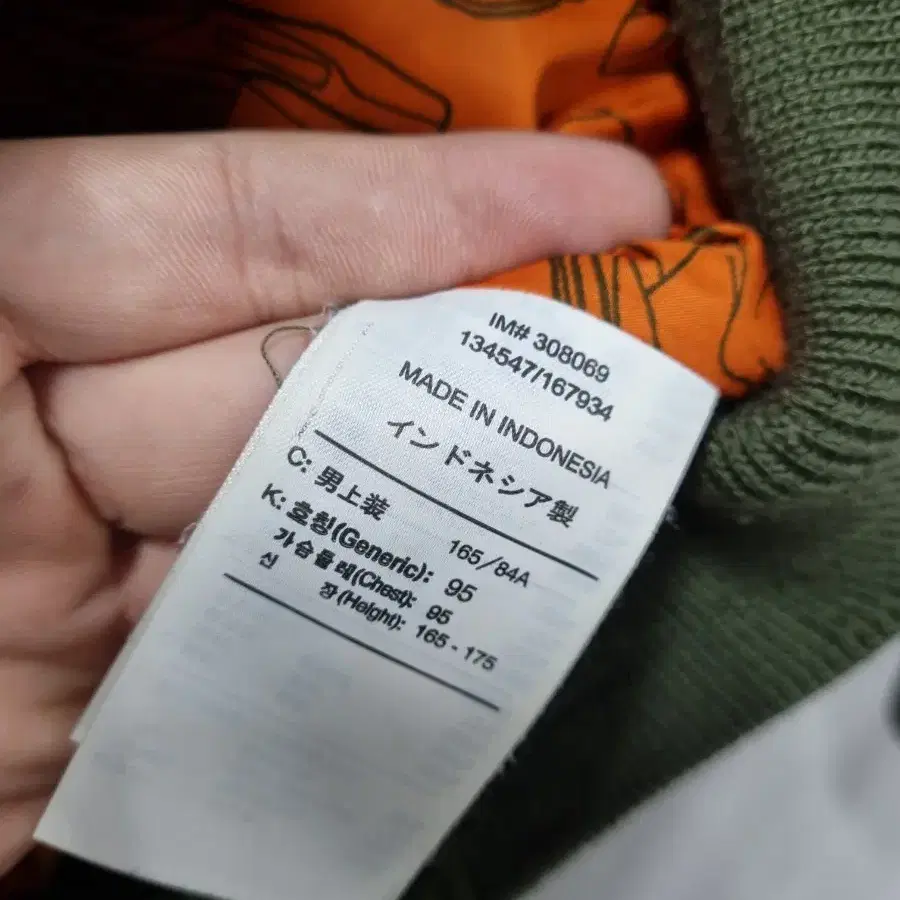 IM# 308069
134547/167934
MADE IN INDONESIA
インドネシア製
C: 男上装 165/84A
K: 호칭(Generic): 95
가슴둘레(Chest): 95
신 장(Height): 165 - 175